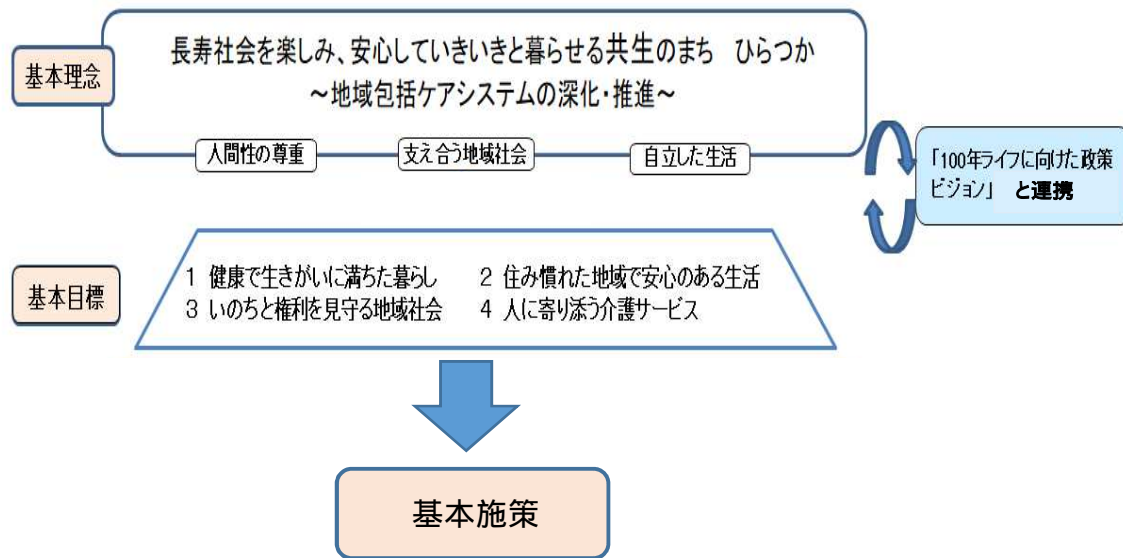 基本理念
長寿社会を楽しみ、安心していきいきと暮らせる共生のまち　ひらつか
～地域包括ケアシステムの深化・推進～
人間性の尊重
支え合う地域社会
自立した生活
「100年ライフに向けた政策
ビジョン」　と連携
基本目標
1 健康で生きがいに満ちた暮らし　2 住み慣れた地域で安心のある生活
3 いのちと権利を見守る地域社会　4 人に寄り添う介護サービス
基本施策